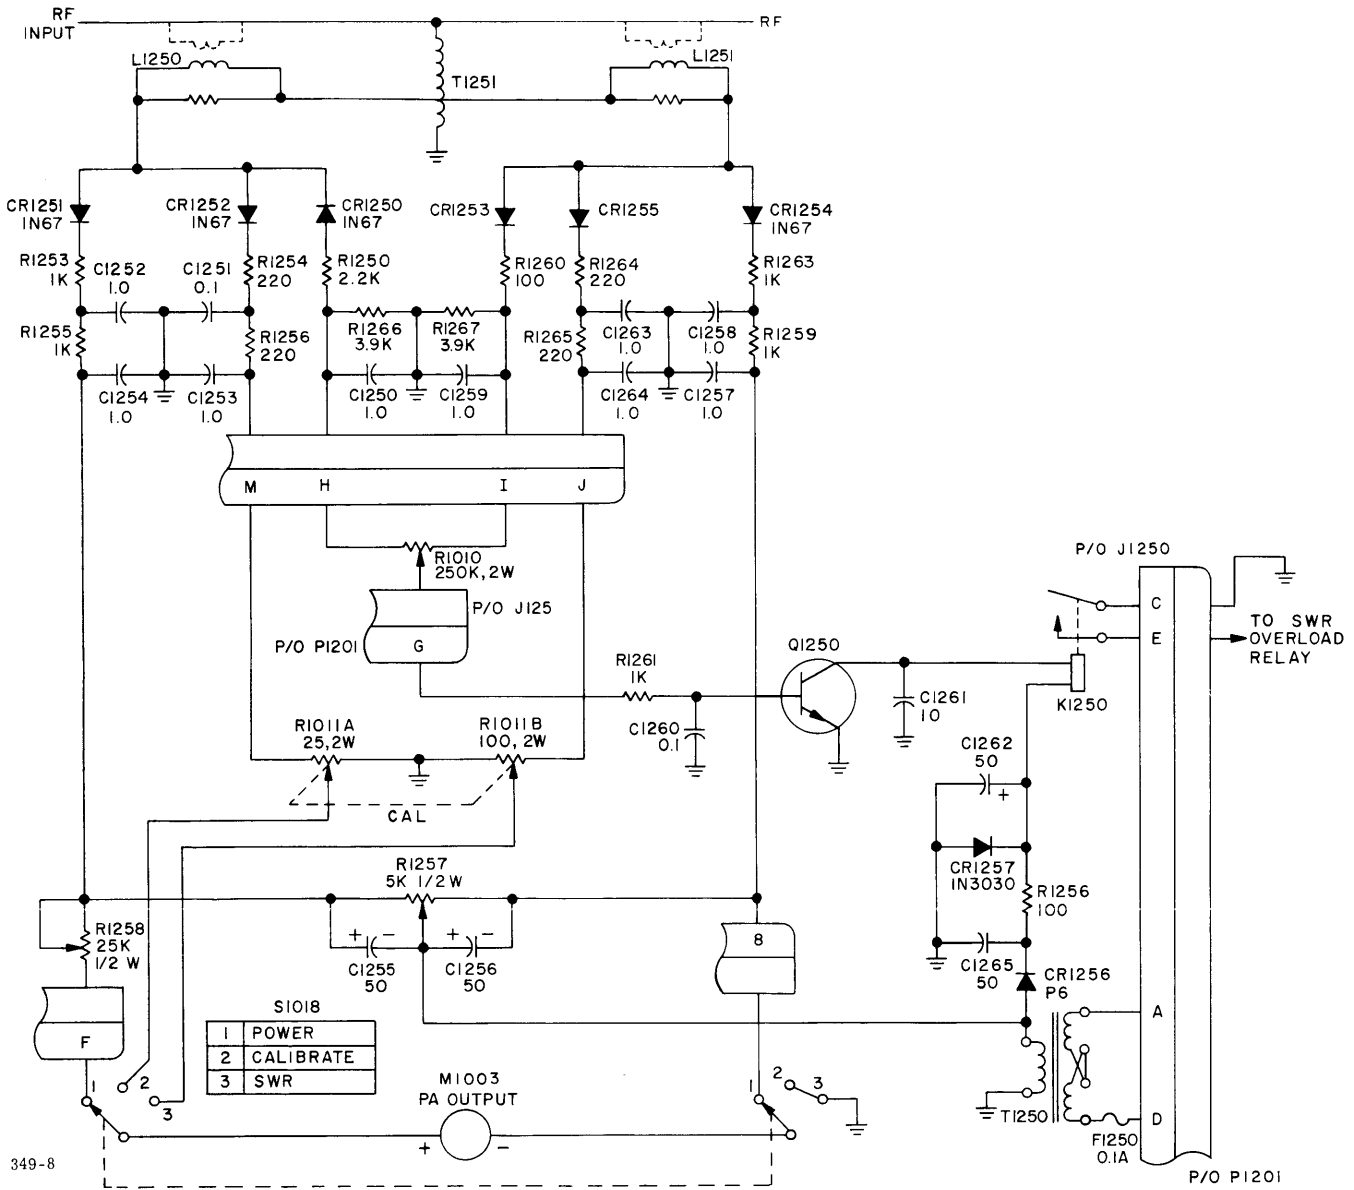 RF
INPUT
RF
L1250
T1251
L1251
CR1251
1N67
CR1252
1N67
CR1250
1N67
CR1253
CR1255
CR1254
1N67
R1253
1K
C1252
1.0
C1251
0.1
R1254
220
R1250
2.2K
R1260
100
R1264
220
R1263
1K
R1255
1K
R1256
220
R1266
3.9K
R1267
3.9K
R1265
220
C1263
1.0
C1258
1.0
R1259
1K
C1254
1.0
C1253
1.0
C1250
1.0
C1259
1.0
C1264
1.0
C1257
1.0
M
H
I
J
R1010
250K, 2W
P/O J125
P/O P1201
G
P/O J1250
C
E
TO SWR
OVERLOAD
RELAY
K1250
Q1250
R1261
1K
C1260
0.1
C1261
10
R1011A
25, 2W
R1011B
100, 2W
CAL
C1262
50
+
CR1257
1N3030
R1256
100
C1265
50
CR1256
P6
R1257
5K 1/2 W
R1258
25K
1/2 W
+
-
C1255
50
+
-
C1256
50
8
F
S1018
1 POWER
2 CALIBRATE
3 SWR
A
D
T1250
F1250
0.1A
1
2
3
M1003
PA OUTPUT
+
-
1
2
3
349-8
P/O P1201